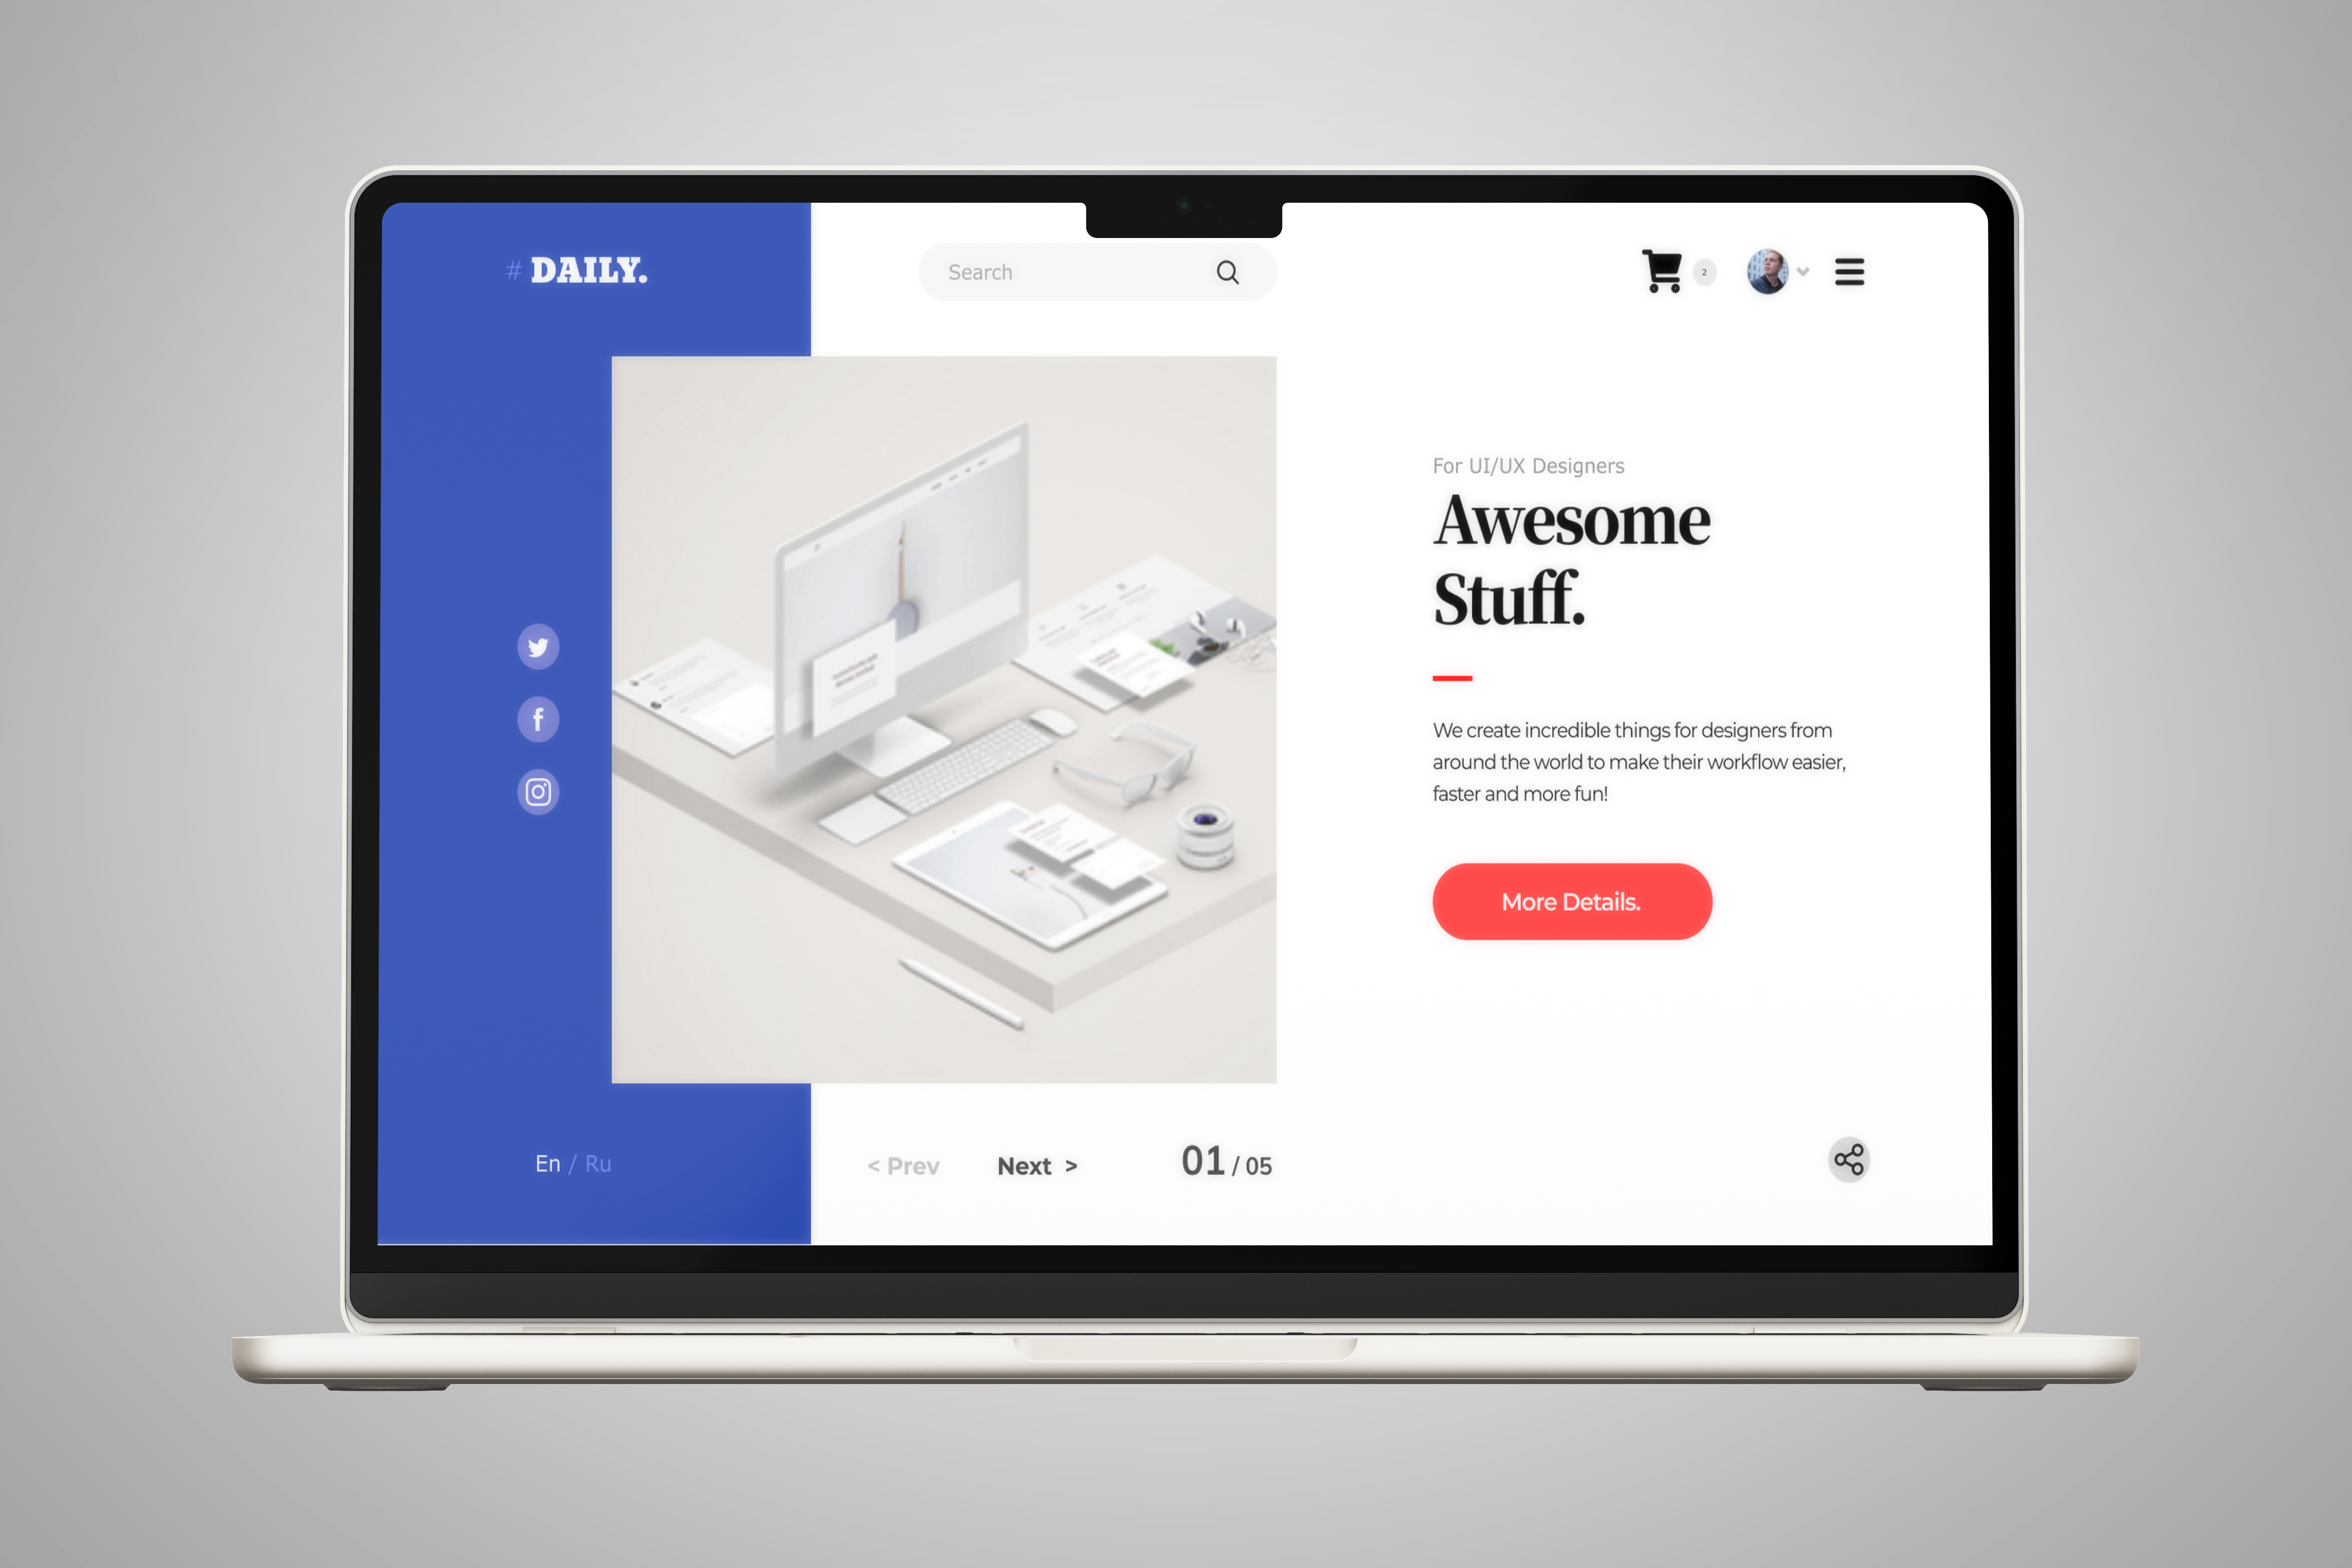 # DAILY.
Search
2
For UI/UX Designers
Awesome
Stuff.
We create incredible things for designers from
around the world to make their workflow easier,
faster and more fun!
More Details.
En / Ru
< Prev
Next >
01 / 05